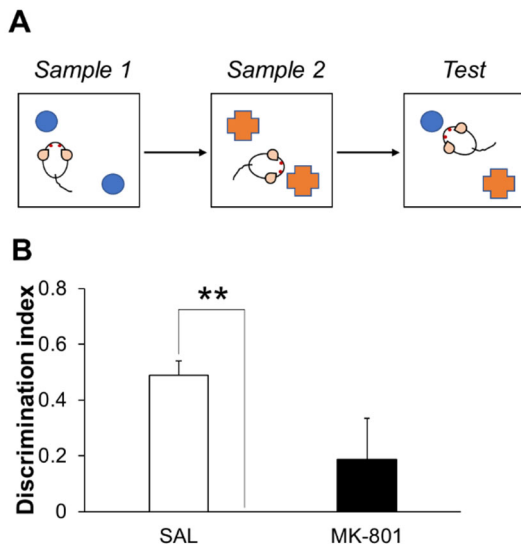 A
Sample 1 Sample 2 Test
B
Discrimination index
0.8
**
0.6
0.4
0.2
0
SAL MK-801